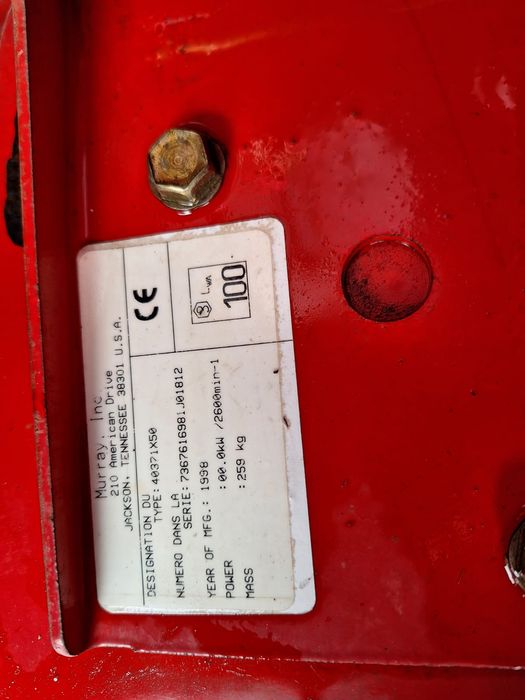 Murray, Inc.
210 American Drive
JACKSON, TENNESSEE 38301 U.S.A.
CE
LWA
100
DESIGNATION DU
TYPE: 40371X50
NUMERO DANS LA
SERIE: 7367616981J01812
YEAR OF MFG.: 1998
POWER :00.0kW /2600min-1
MASS :259 kg